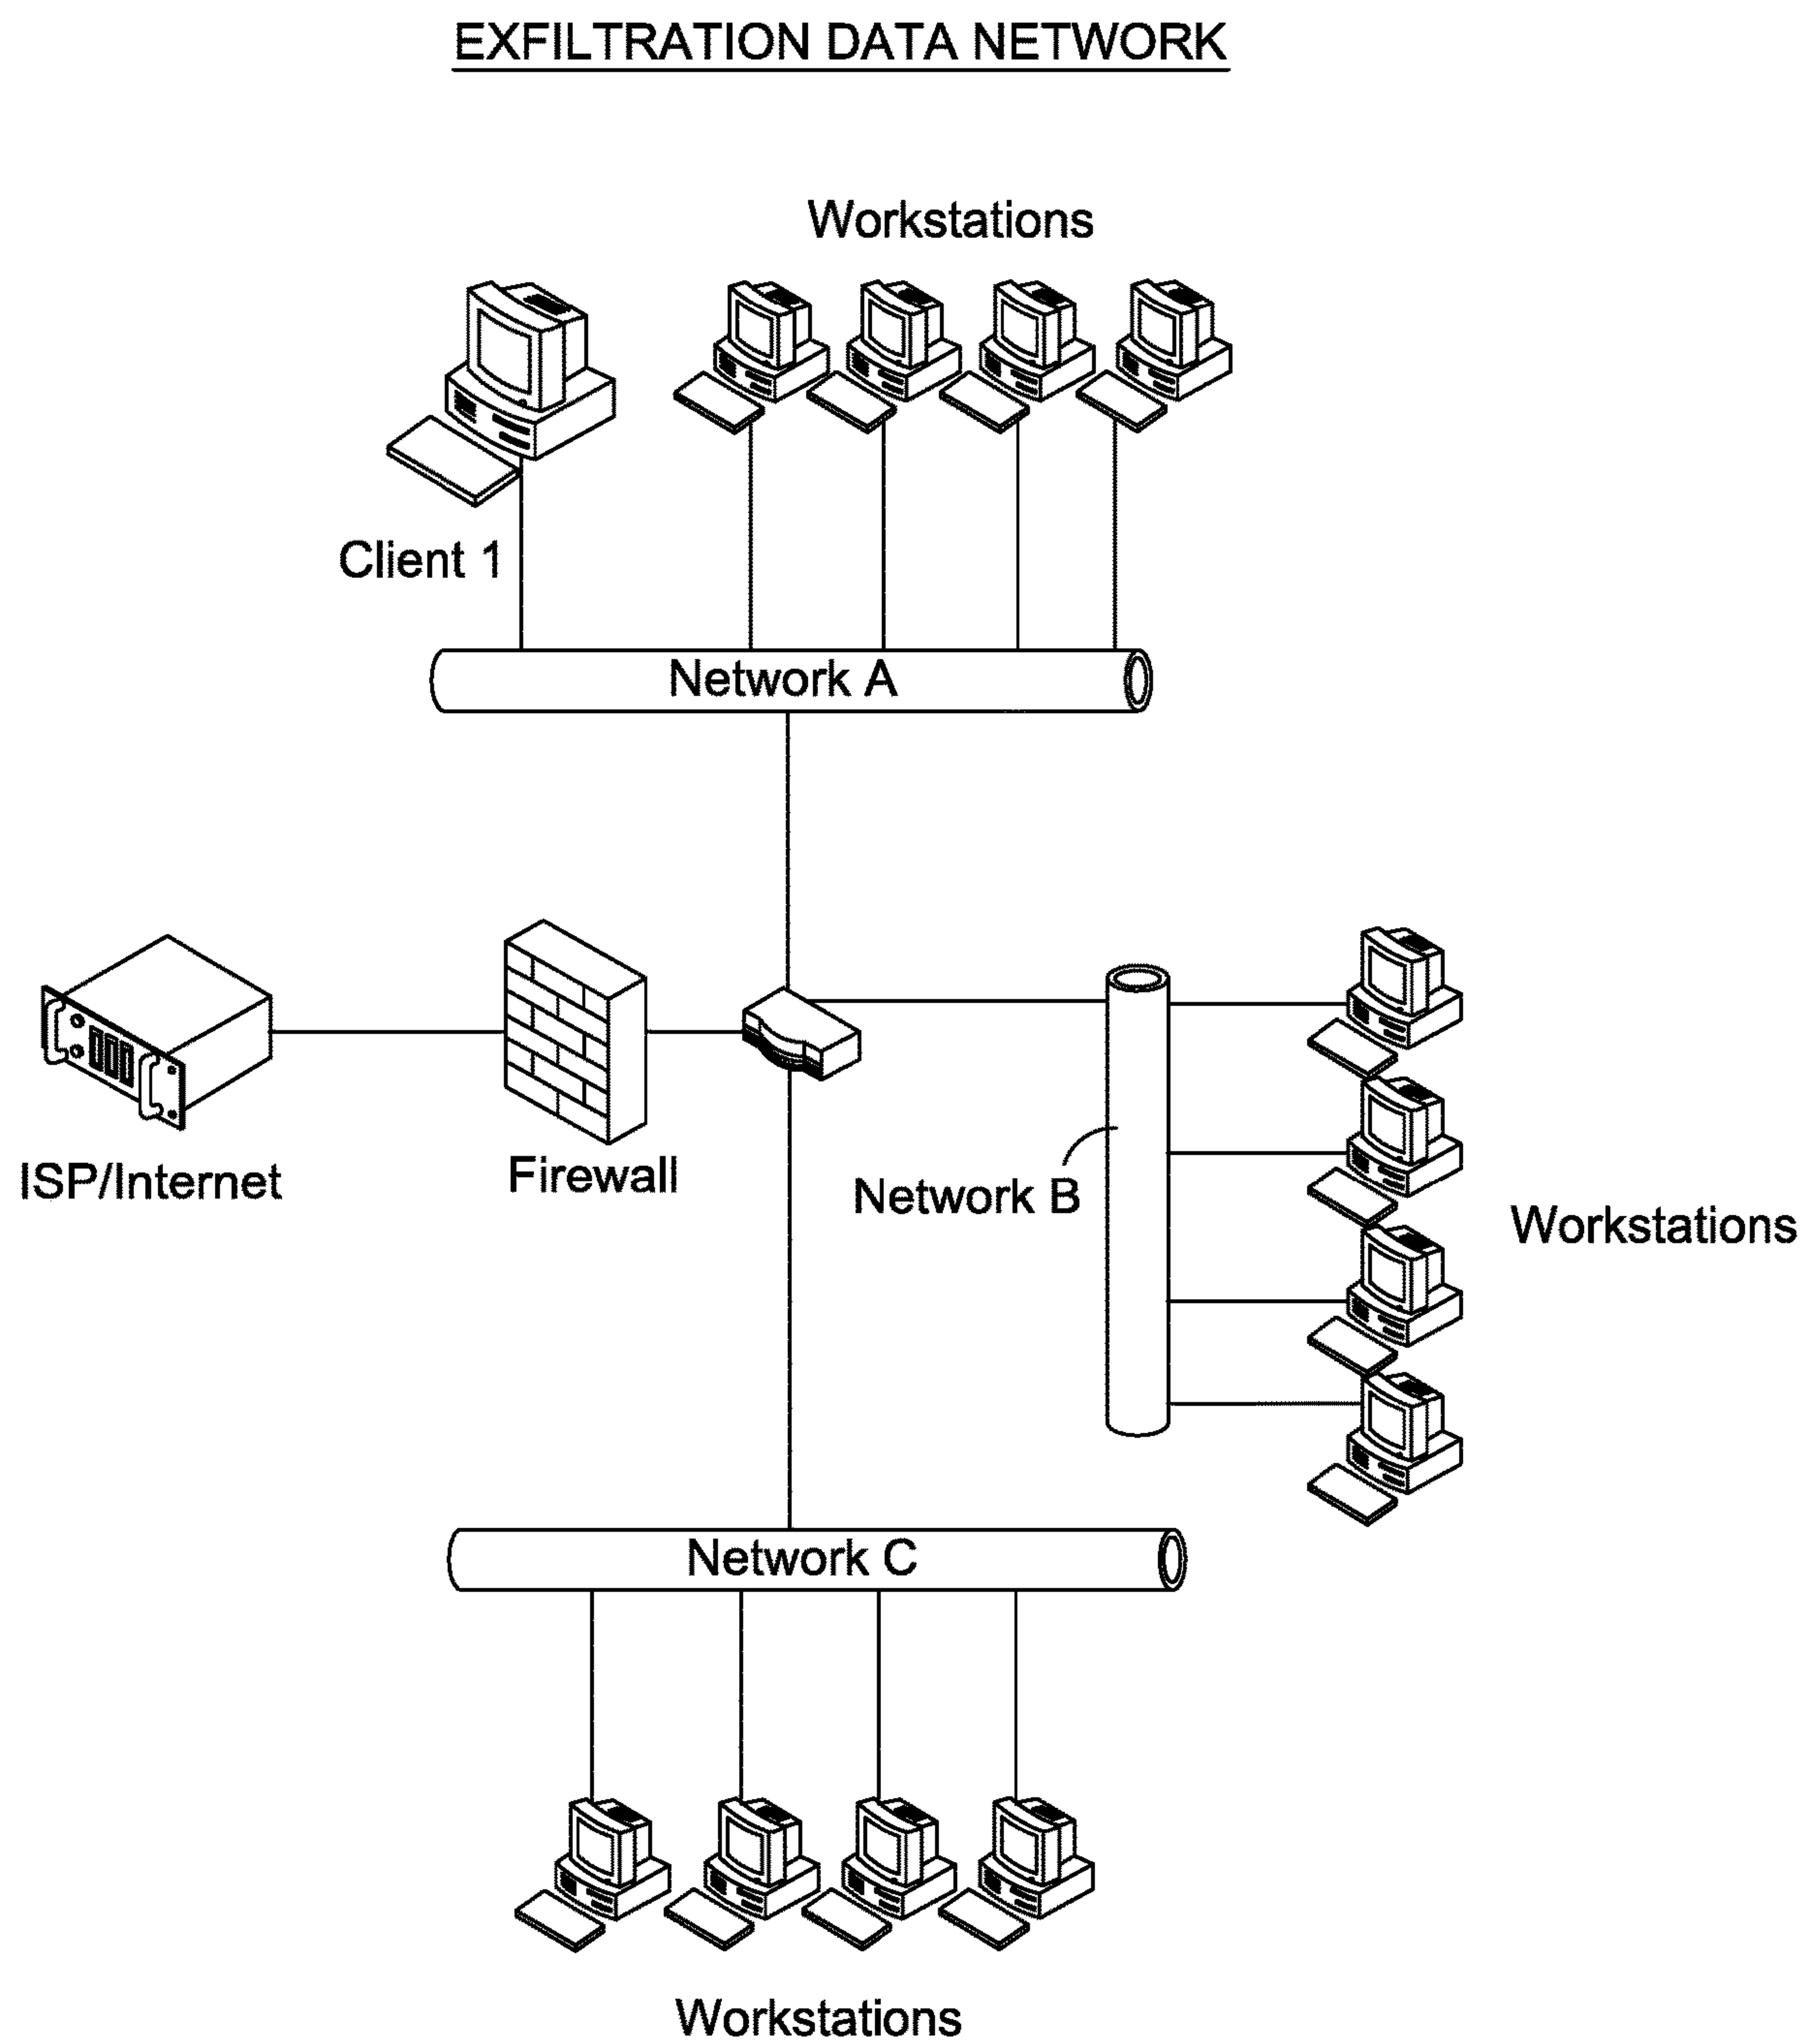 EXFILTRATION DATA NETWORK
Workstations
Client 1
Network A
ISP/Internet
Firewall
Network B
Workstations
Network C
Workstations